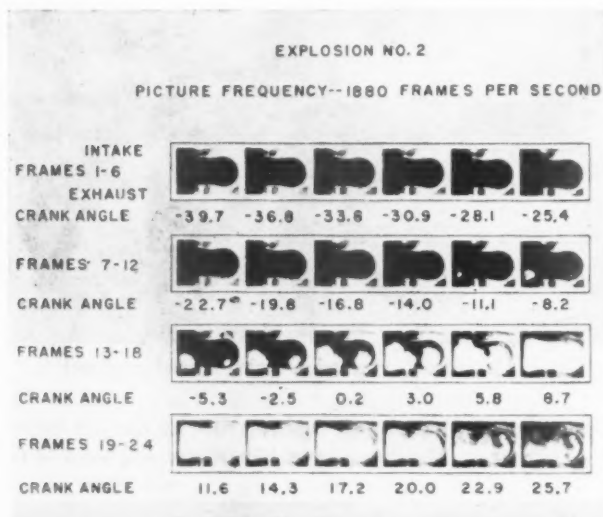 EXPLOSION NO. 2
PICTURE FREQUENCY--1880 FRAMES PER SECOND
INTAKE
FRAMES 1-6
EXHAUST
CRANK ANGLE -39.7 -36.8 -33.8 -30.9 -28.1 -25.4
FRAMES 7-12
CRANK ANGLE -22.7° -19.8 -16.8 -14.0 -11.1 -8.2
FRAMES 13-18
CRANK ANGLE -5.3 -2.5 0.2 3.0 5.8 8.7
FRAMES 19-24
CRANK ANGLE 11.6 14.3 17.2 20.0 22.9 25.7